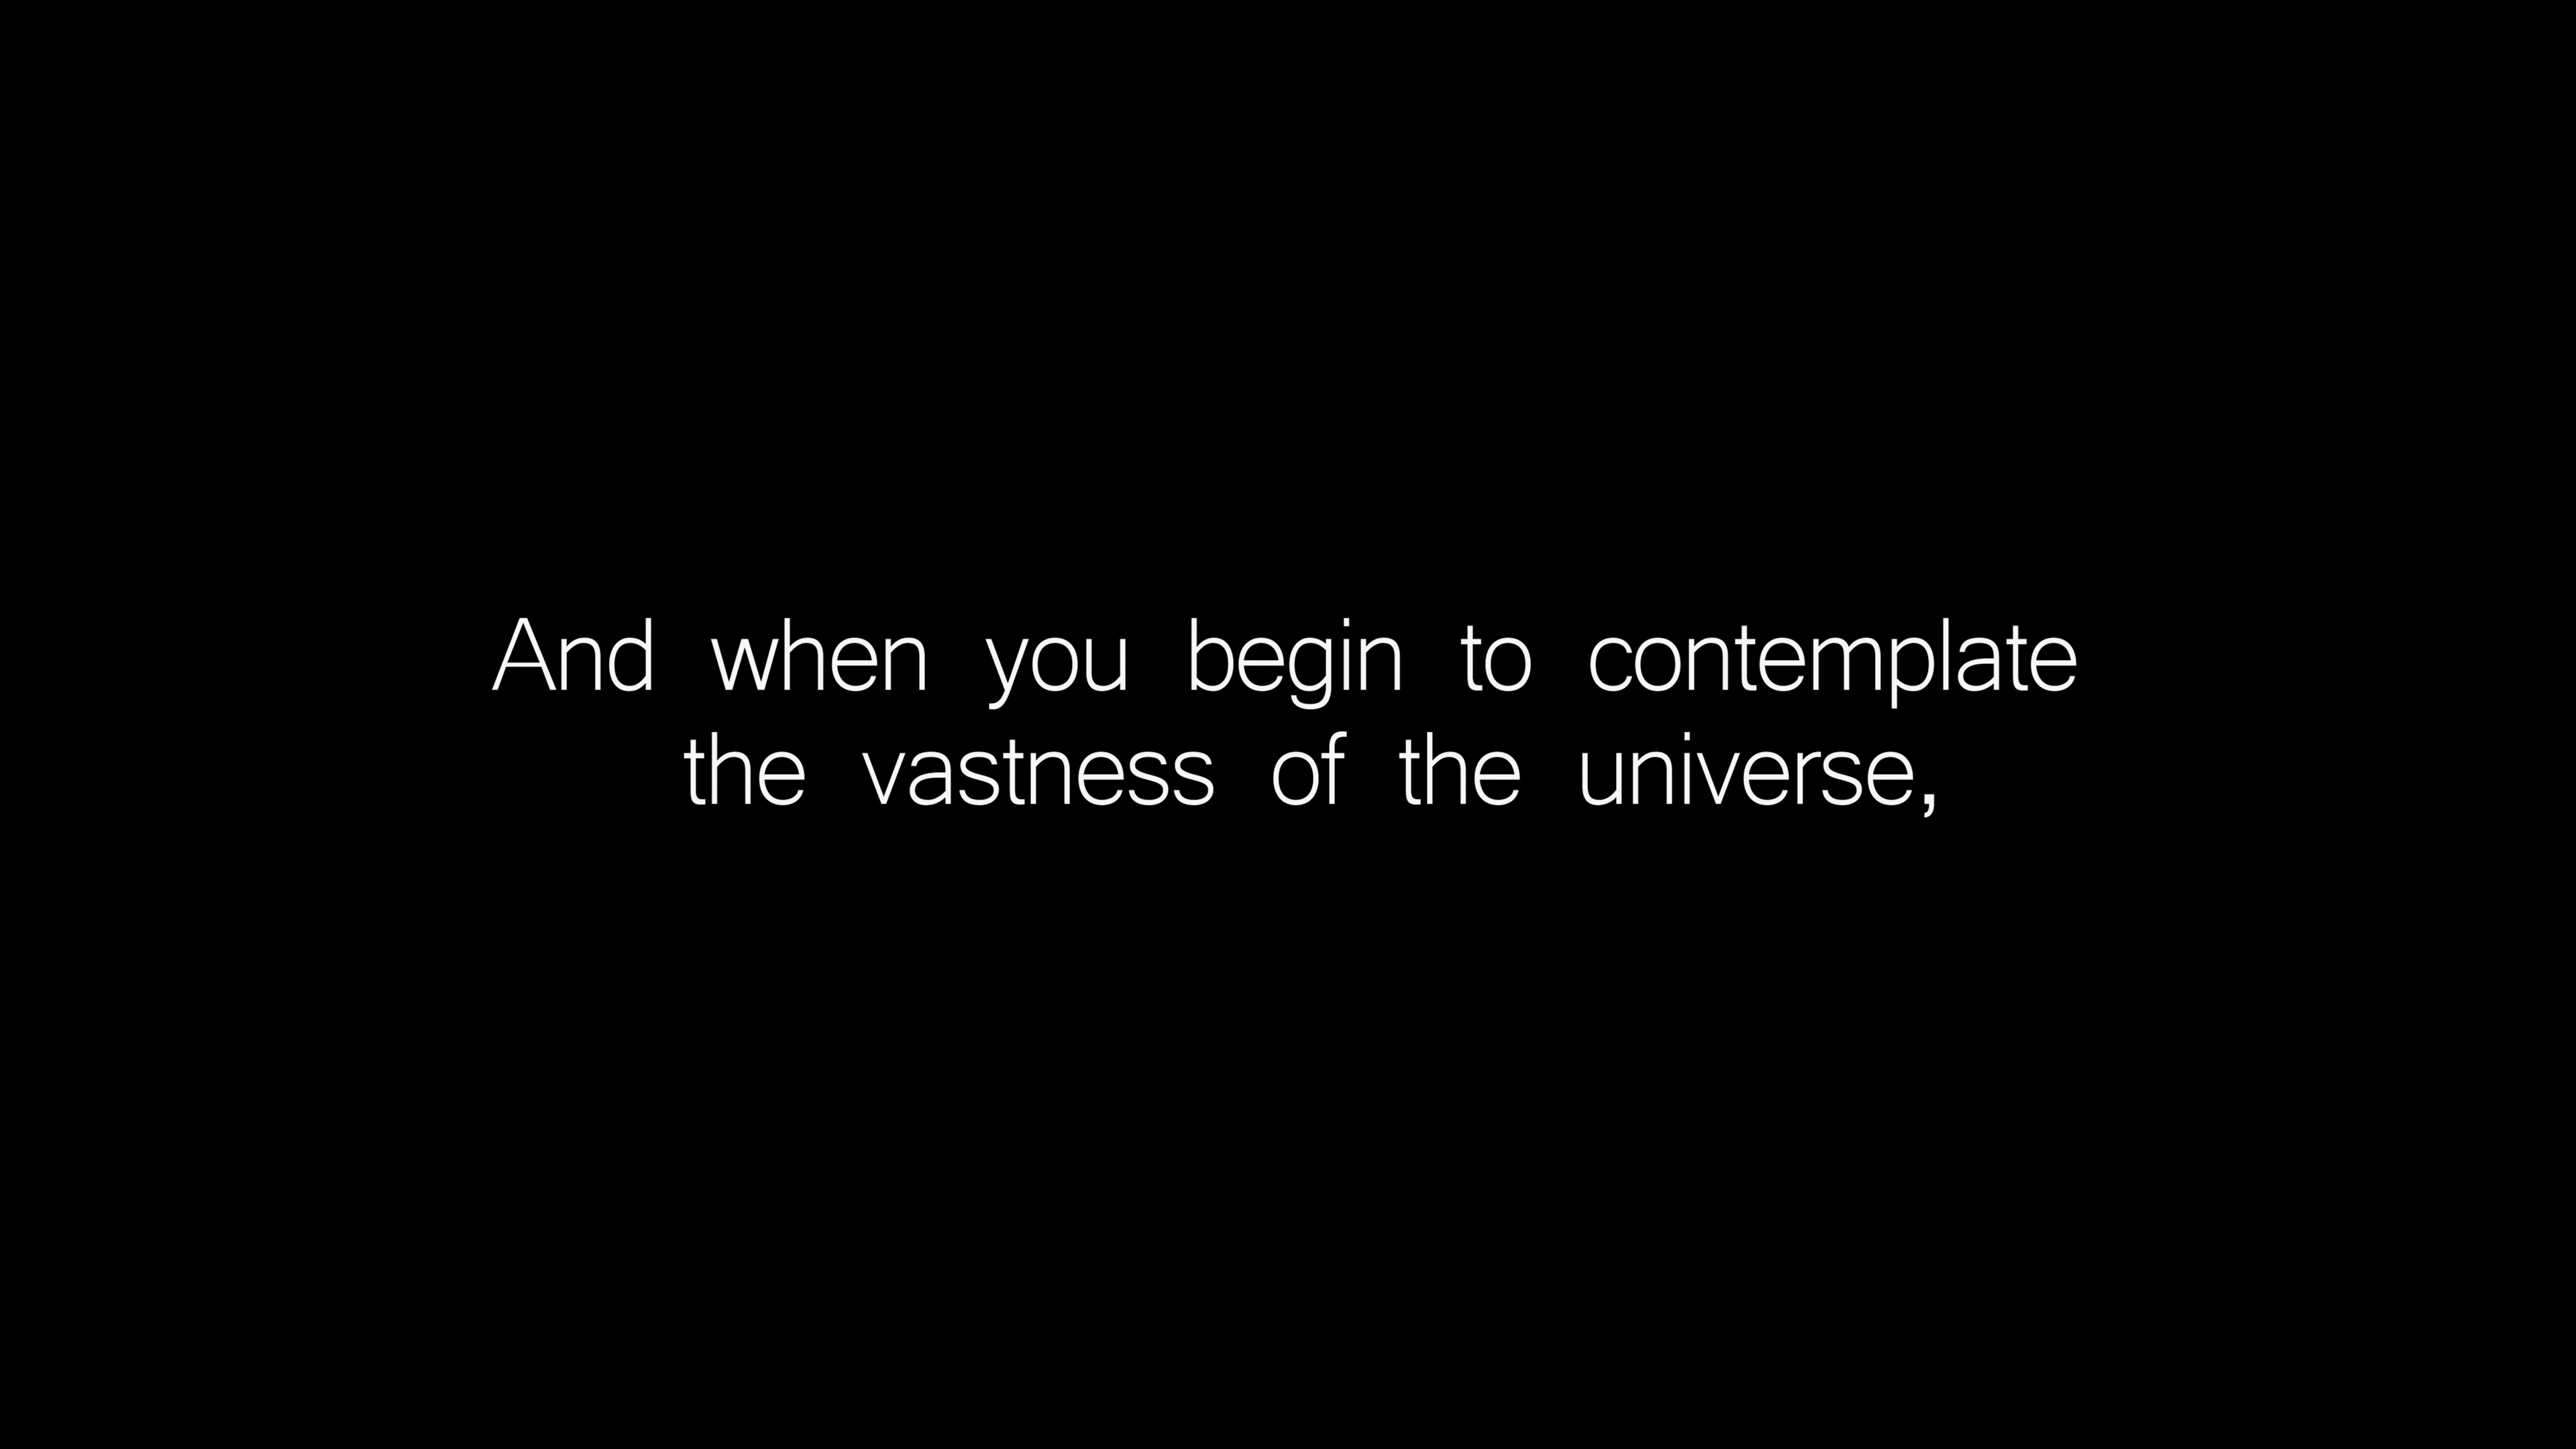 And when you begin to contemplate
the vastness of the universe,